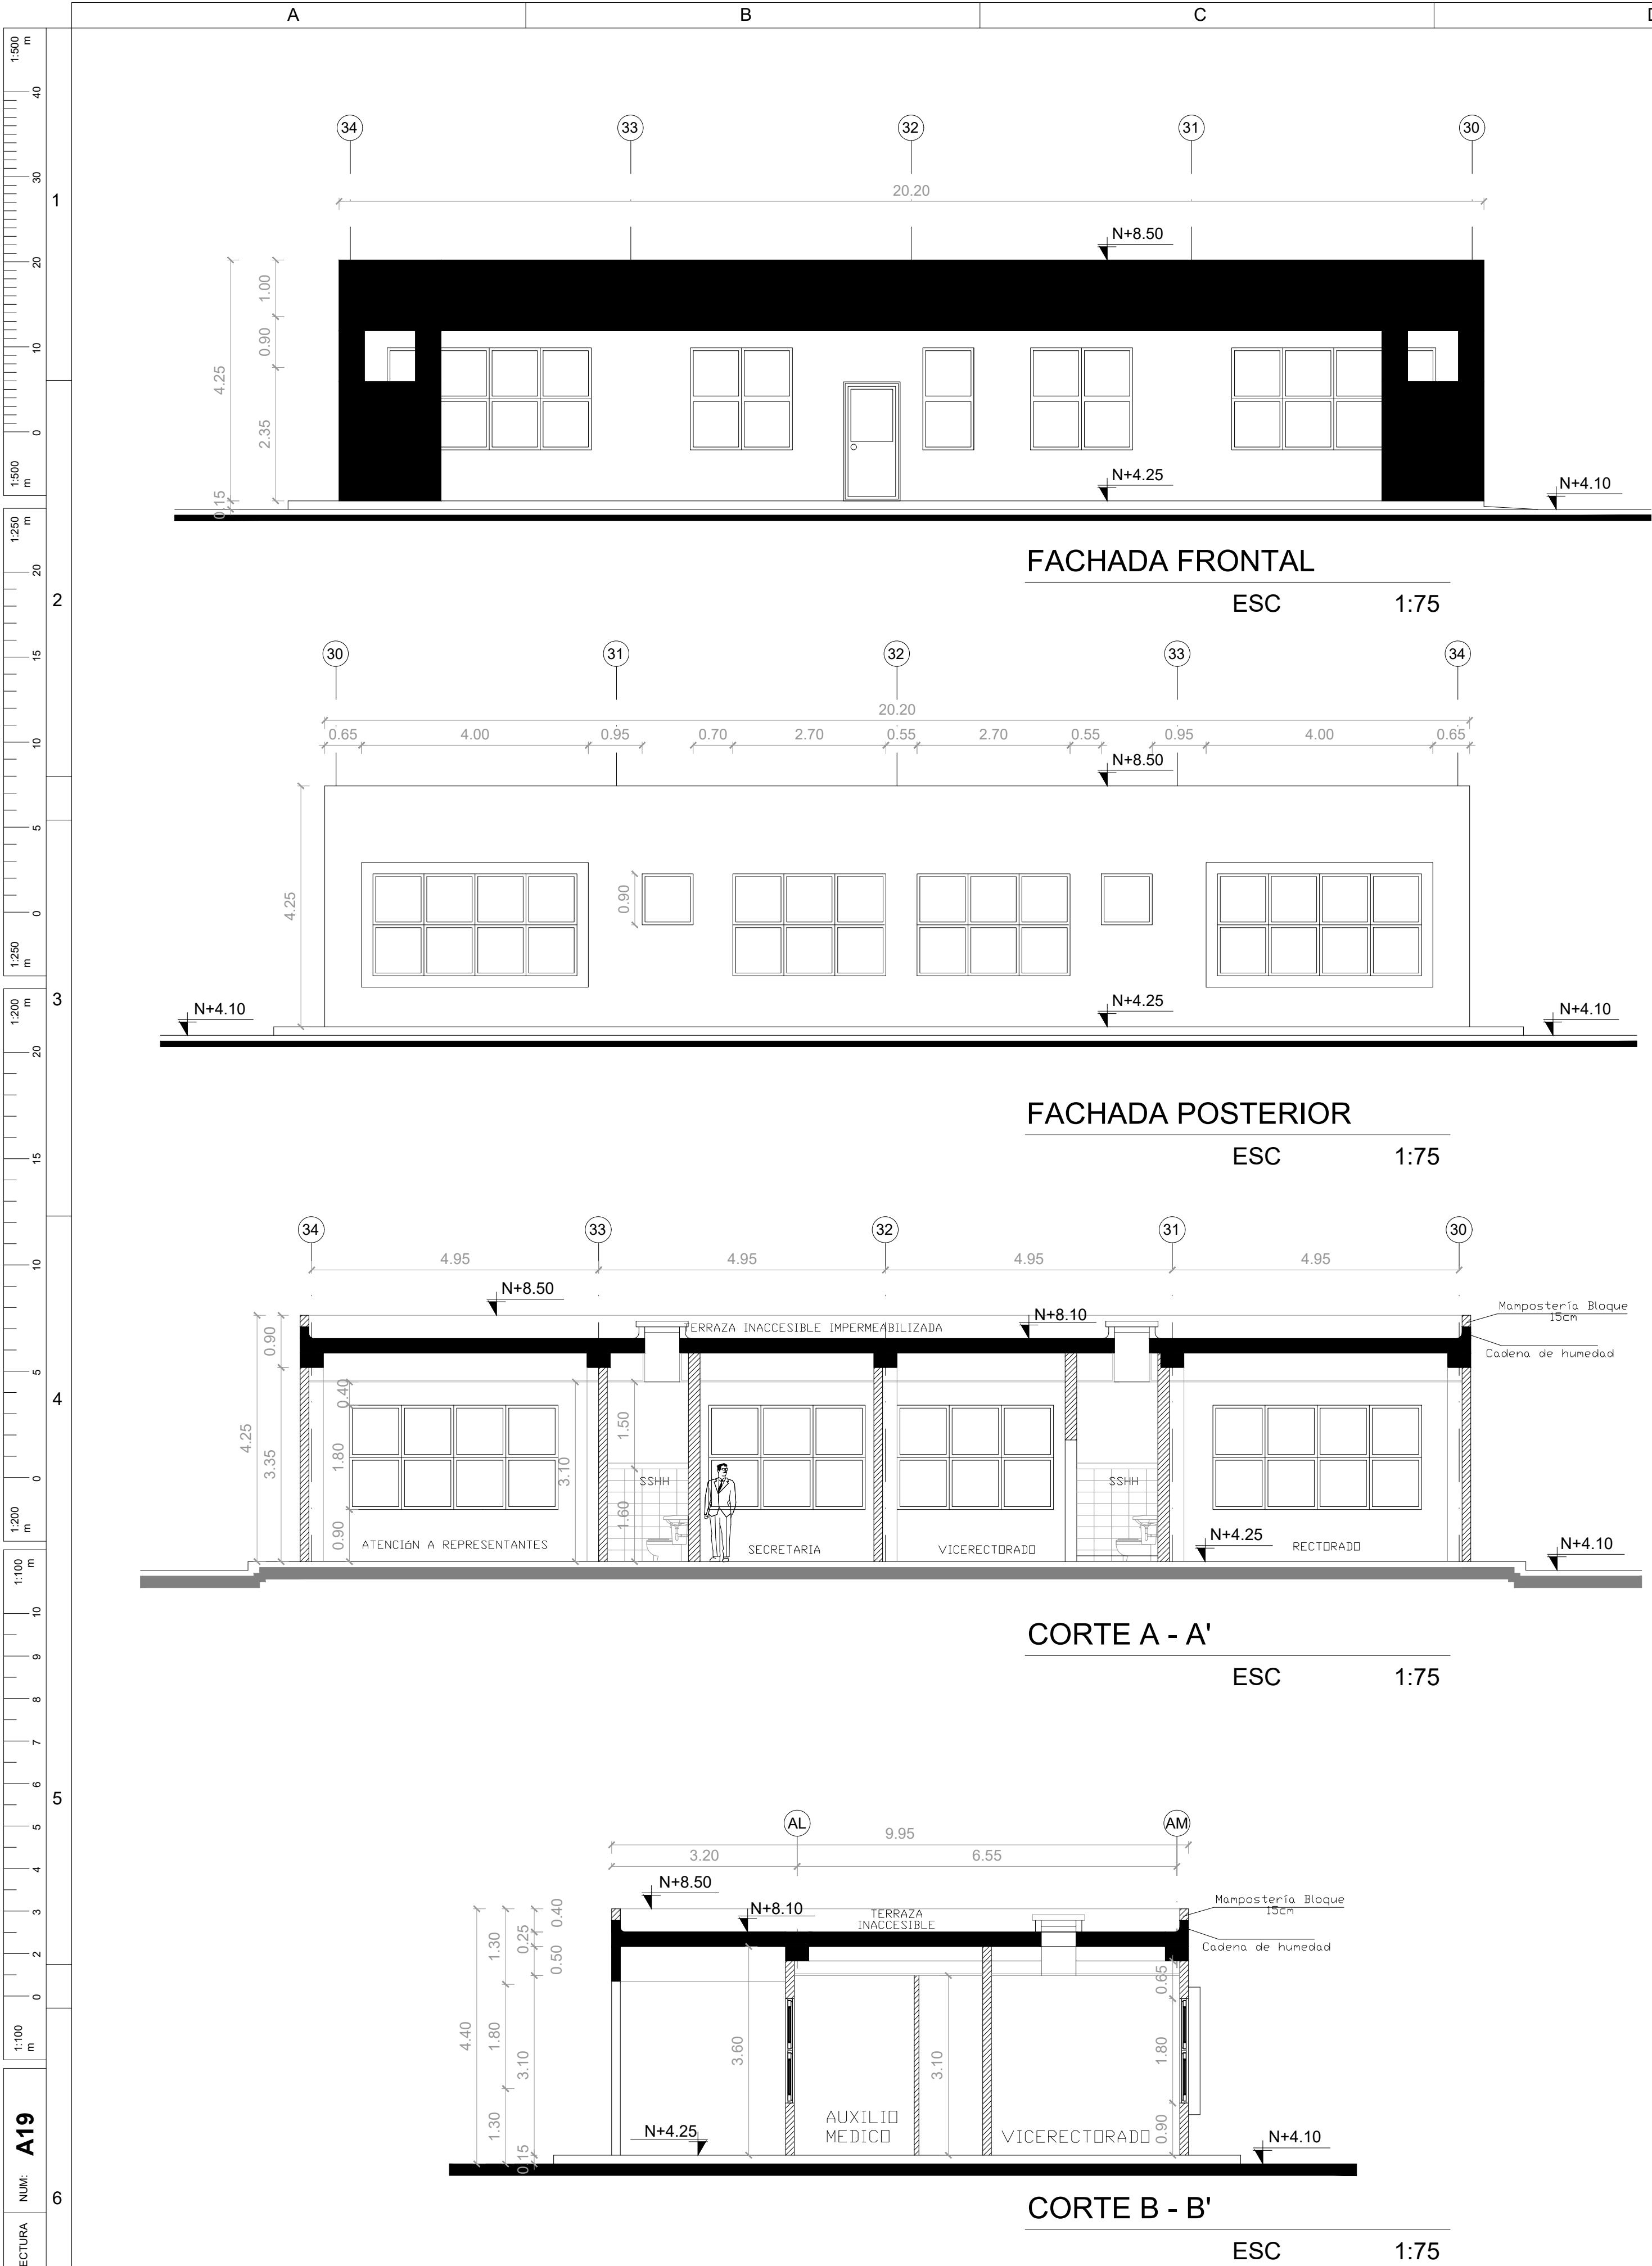 A B C
1:500 m
40
30
20
10
0
1:500 m
1:250 m
20
15
10
5
0
1:250 m
1:200 m
20
15
10
5
0
1:200 m
1:100 m
10
9
8
7
6
5
4
3
2
0
1:100 m
NUM: A19
ECTURA
1
2
3
4
5
6
34 33 32 31 30
20.20
N+8.50
1.00
0.90
4.25
2.35
0.15
N+4.25
N+4.10
FACHADA FRONTAL
ESC 1:75
30 31 32 33 34
20.20
0.65 4.00 0.95 0.70 2.70 0.55 2.70 0.55 0.95 4.00 0.65
N+8.50
4.25
0.90
N+4.10
N+4.25
N+4.10
FACHADA POSTERIOR
ESC 1:75
34 33 32 31 30
4.95 4.95 4.95 4.95
N+8.50
N+8.10
TERRAZA INACCESIBLE IMPERMEABILIZADA
Mampostería Bloque
15cm
Cadena de humedad
0.90
4.25
3.35
0.40
1.80
0.90
3.10
1.50
1.60
SSHH
SSHH
ATENCIóN A REPRESENTANTES
SECRETARIA
VICERECTORADO
RECTORADO
N+4.25
N+4.10
CORTE A - A'
ESC 1:75
AL AM
9.95
3.20 6.55
N+8.50
N+8.10
TERRAZA
INACCESIBLE
Mampostería Bloque
15cm
Cadena de humedad
0.40
0.25
0.50
1.30
4.40
1.80
3.10
1.30
0.15
3.60
3.10
0.65
1.80
0.90
AUXILIO
MEDICO
VICERECTORADO
N+4.25
N+4.10
CORTE B - B'
ESC 1:75